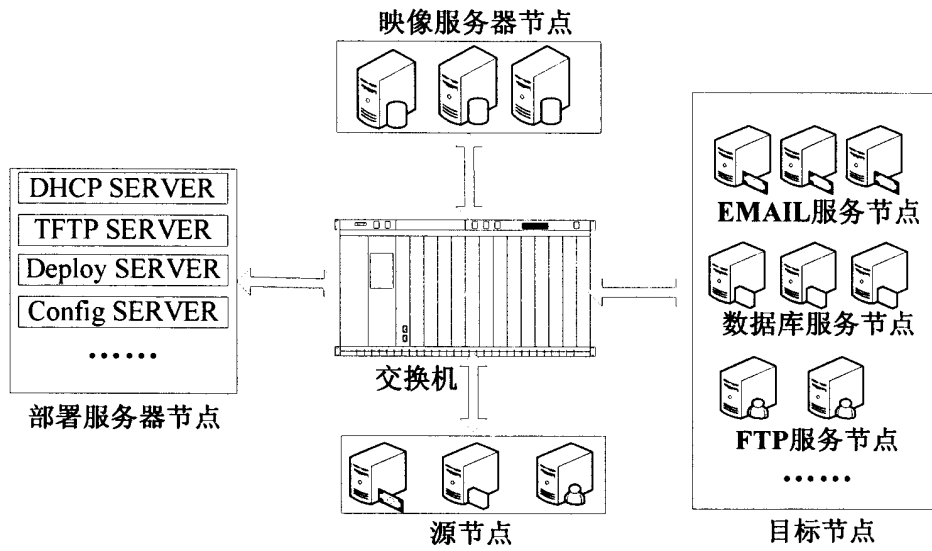 映像服务器节点
DHCP SERVER
TFTP SERVER
Deploy SERVER
Config SERVER
······
部署服务器节点
交换机
源节点
EMAIL服务节点
数据库服务节点
FTP服务节点
······
目标节点